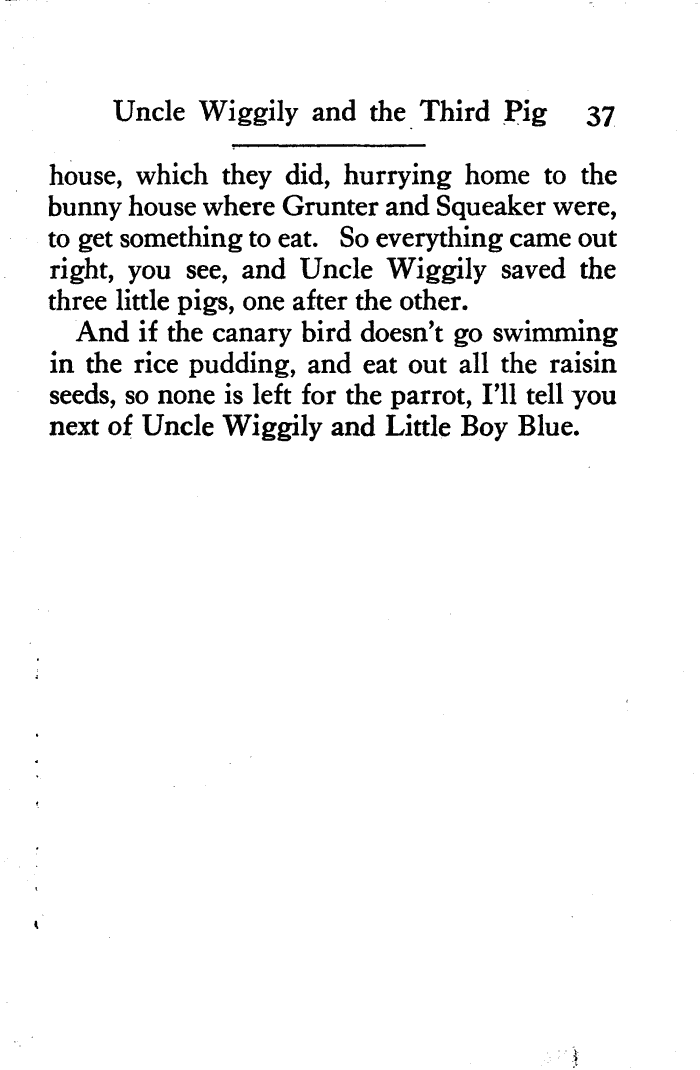 Uncle Wiggily and the Third Pig 37
house, which they did, hurrying home to the
bunny house where Grunter and Squeaker were,
to get something to eat. So everything came out
right, you see, and Uncle Wiggily saved the
three little pigs, one after the other.
And if the canary bird doesn't go swimming
in the rice pudding, and eat out all the raisin
seeds, so none is left for the parrot, I'll tell you
next of Uncle Wiggily and Little Boy Blue.